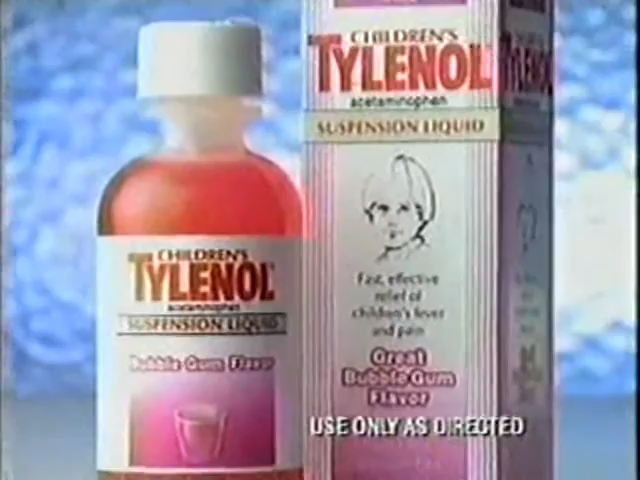 CHILDREN'S
TYLENOL
acetaminophen
SUSPENSION LIQUID
Bubble Gum Flavor
CHILDREN'S
TYLENOL
acetaminophen
SUSPENSION LIQUID
Fast, effective
relief of
children's fever
and pain
Great
Bubble Gum
Flavor
TYLENOL
USE ONLY AS DIRECTED